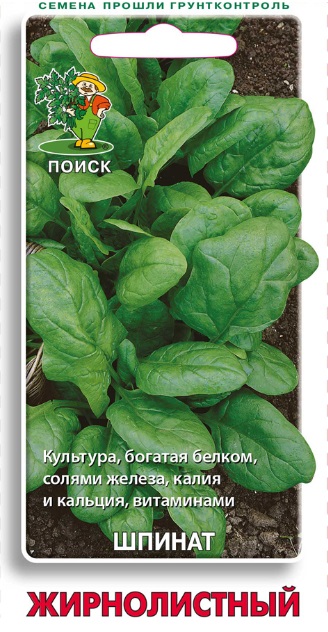 СЕМЕНА ПРОШЛИ ГРУНТКОНТРОЛЬ
ПОИСК
Культура, богатая белком,
солями железа, калия
и кальция, витаминами
ШПИНАТ
ЖИРНОЛИСТНЫЙ